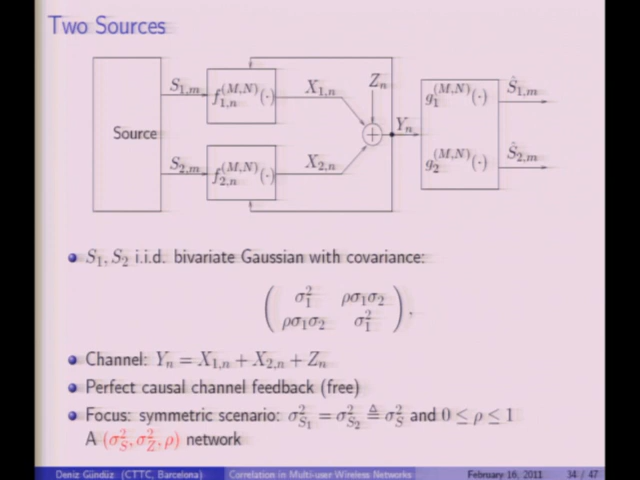 Two Sources
Source
S_{1,m}
f_{1,n}^{(M,N)}(·)
X_{1,n}
Z_n
+
Y_n
g_1^{(M,N)}(·)
Ŝ_{1,m}
S_{2,m}
f_{2,n}^{(M,N)}(·)
X_{2,n}
g_2^{(M,N)}(·)
Ŝ_{2,m}
• S_1, S_2 i.i.d. bivariate Gaussian with covariance:
( σ_1^2 ρσ_1σ_2
ρσ_1σ_2 σ_1^2 ),
• Channel: Y_n = X_{1,n} + X_{2,n} + Z_n
• Perfect causal channel feedback (free)
• Focus: symmetric scenario: σ_{S_1}^2 = σ_{S_2}^2 ≜ σ_S^2 and 0 ≤ ρ ≤ 1
A (σ_S^2, σ_Z^2, ρ) network
Deniz Gündüz (CTTC, Barcelona) Correlation in Multi-user Wireless Networks February 16, 2011 34 / 47